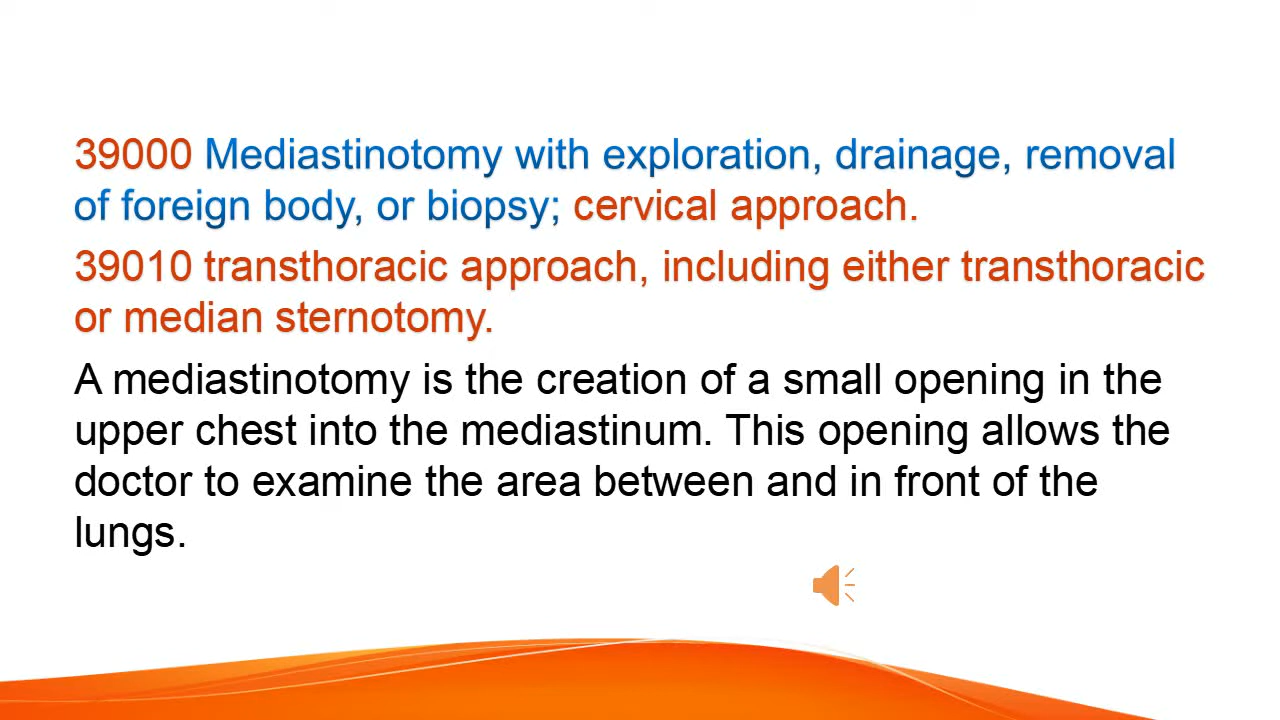 39000 Mediastinotomy with exploration, drainage, removal
of foreign body, or biopsy; cervical approach.
39010 transthoracic approach, including either transthoracic
or median sternotomy.
A mediastinotomy is the creation of a small opening in the
upper chest into the mediastinum. This opening allows the
doctor to examine the area between and in front of the
lungs.